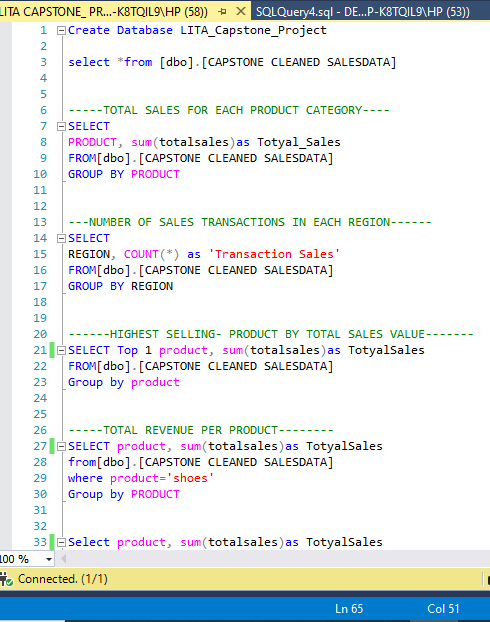 LITA CAPSTONE_ PR...-K8TQIL9\HP (58))
SQLQuery4.sql - DE...P-K8TQIL9\HP (53))
1 Create Database LITA_Capstone_Project
2
3 select *from [dbo].[CAPSTONE CLEANED SALESDATA]
4
5
6 -----TOTAL SALES FOR EACH PRODUCT CATEGORY----
7 SELECT
8 PRODUCT, sum(totalsales)as Totyal_Sales
9 FROM[dbo].[CAPSTONE CLEANED SALESDATA]
10 GROUP BY PRODUCT
11
12
13 ---NUMBER OF SALES TRANSACTIONS IN EACH REGION------
14 SELECT
15 REGION, COUNT(*) as 'Transaction Sales'
16 FROM[dbo].[CAPSTONE CLEANED SALESDATA]
17 GROUP BY REGION
18
19
20 ------HIGHEST SELLING- PRODUCT BY TOTAL SALES VALUE-------
21 SELECT Top 1 product, sum(totalsales)as TotyalSales
22 FROM[dbo].[CAPSTONE CLEANED SALESDATA]
23 Group by product
24
25
26 -----TOTAL REVENUE PER PRODUCT--------
27 SELECT product, sum(totalsales)as TotyalSales
28 from[dbo].[CAPSTONE CLEANED SALESDATA]
29 where product='shoes'
30 Group by PRODUCT
31
32
33 Select product, sum(totalsales)as TotyalSales
100 %
Connected. (1/1)
Ln 65 Col 51